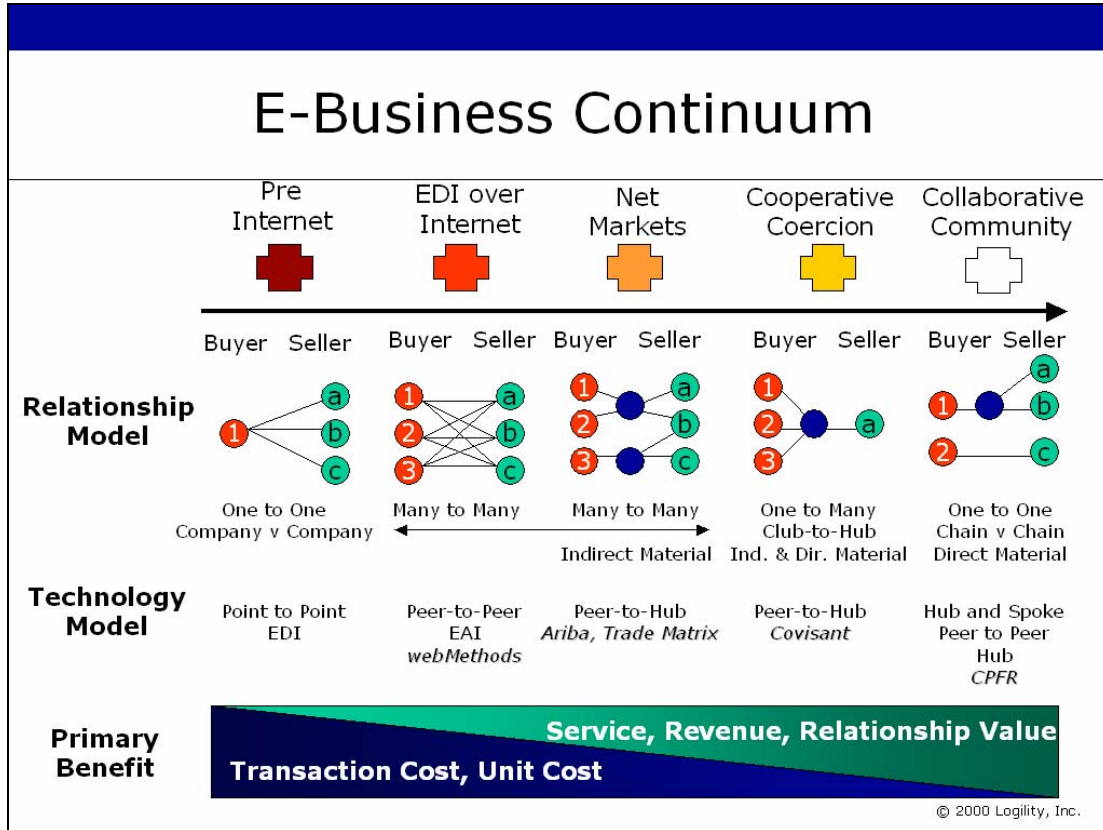 E-Business Continuum
Pre
Internet
EDI over
Internet
Net
Markets
Cooperative
Coercion
Collaborative
Community
Buyer Seller
Buyer Seller
Buyer Seller
Buyer Seller
Buyer Seller
Relationship
Model
1
a
b
c
1
2
3
a
b
c
1
2
3
a
b
c
1
2
3
a
1
2
a
b
c
One to One
Company v Company
Many to Many
Many to Many
Indirect Material
One to Many
Club-to-Hub
Ind. & Dir. Material
One to One
Chain v Chain
Direct Material
Technology
Model
Point to Point
EDI
Peer-to-Peer
EAI
webMethods
Peer-to-Hub
Ariba, Trade Matrix
Peer-to-Hub
Covisant
Hub and Spoke
Peer to Peer
Hub
CPFR
Primary
Benefit
Service, Revenue, Relationship Value
Transaction Cost, Unit Cost
© 2000 Logility, Inc.